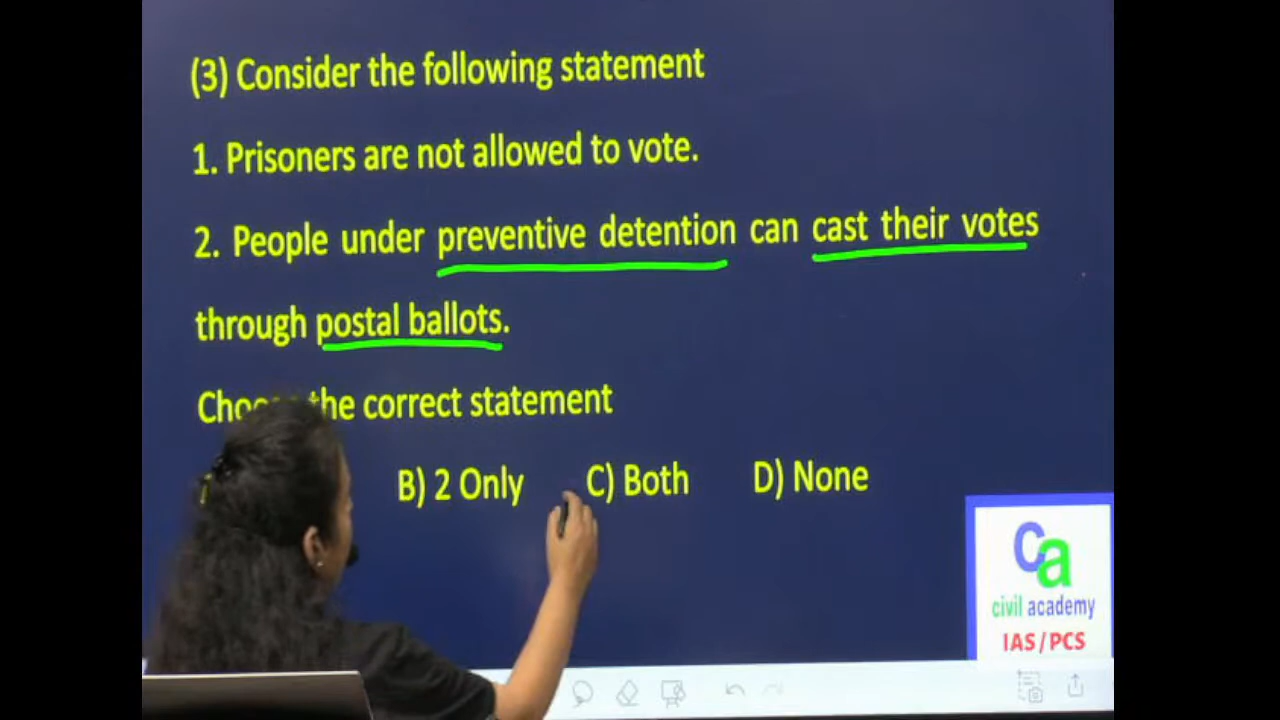 (3) Consider the following statement
1. Prisoners are not allowed to vote.
2. People under preventive detention can cast their votes
through postal ballots.
the correct statement
B) 2 Only C) Both D) None
Ca
civil academy
IAS/PCS